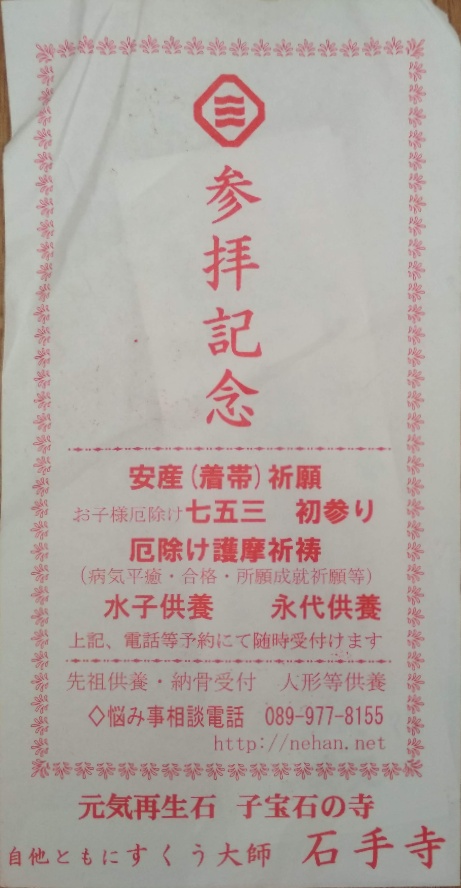 参拝記念
安産(着帯)祈願
お子様厄除け七五三　初参り
厄除け護摩祈祷
(病気平癒・合格・所願成就祈願等)
水子供養　　永代供養
上記、電話等予約にて随時受付けます
先祖供養・納骨受付　人形等供養
◇悩み事相談電話　089-977-8155
http://nehan.net
元気再生石 子宝石の寺
自他ともにすくう大師　石手寺